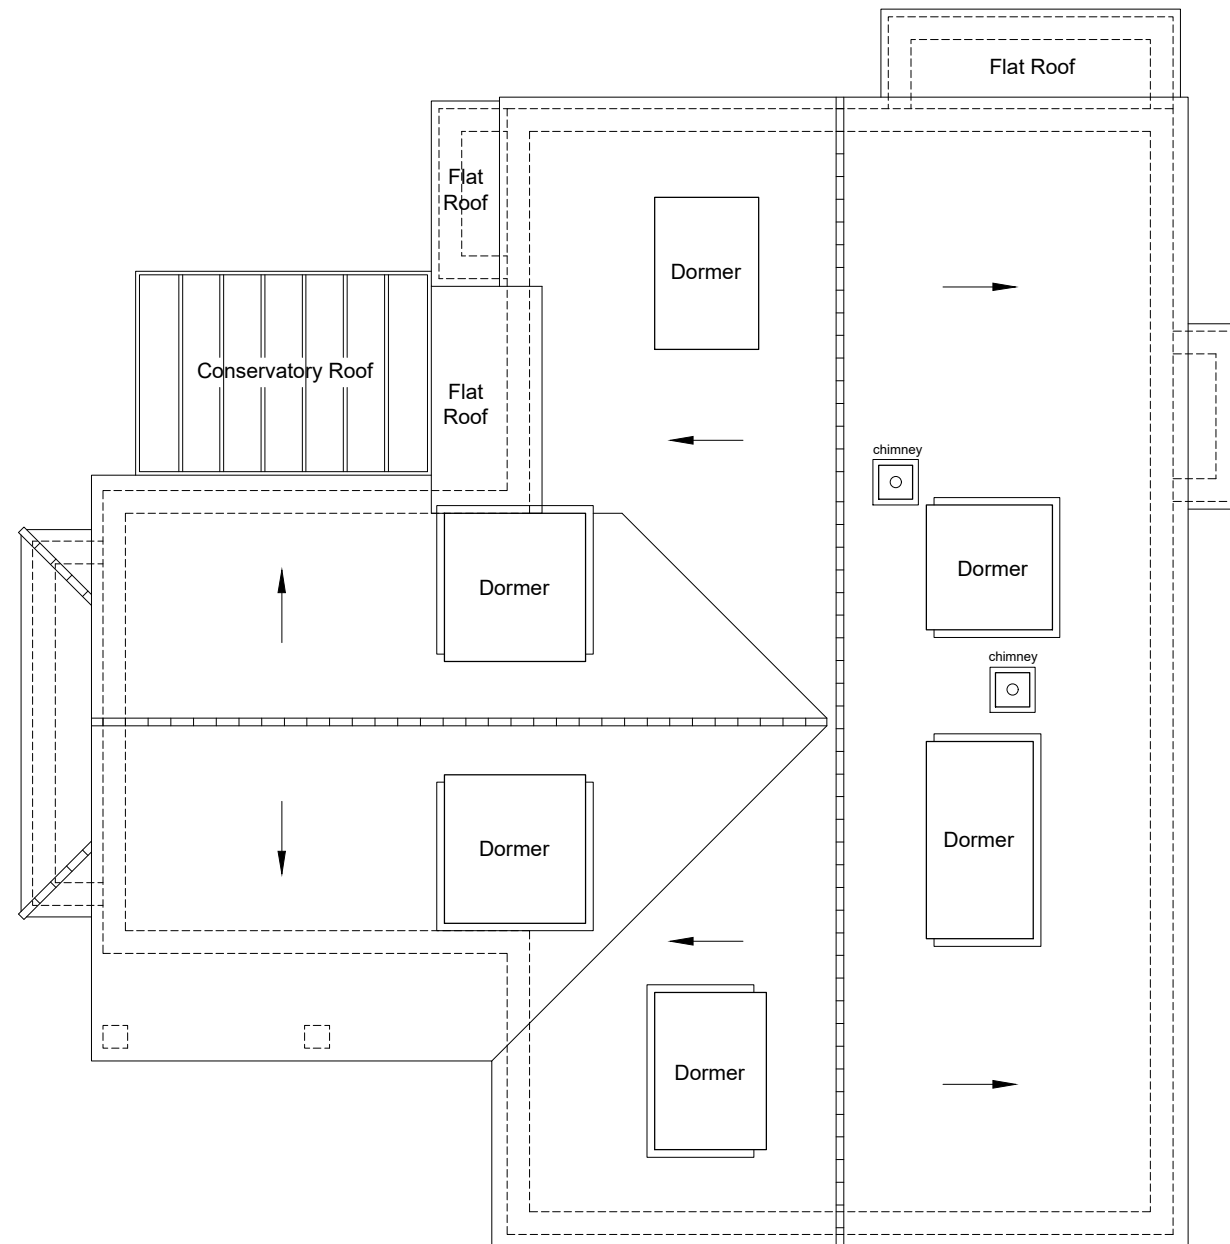 Flat Roof
Flat
Roof
Dormer
Conservatory Roof
Flat
Roof
chimney
Dormer
Dormer
chimney
Dormer
Dormer
Dormer